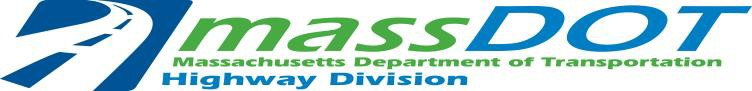 massDOT
Massachusetts Department of Transportation
Highway Division